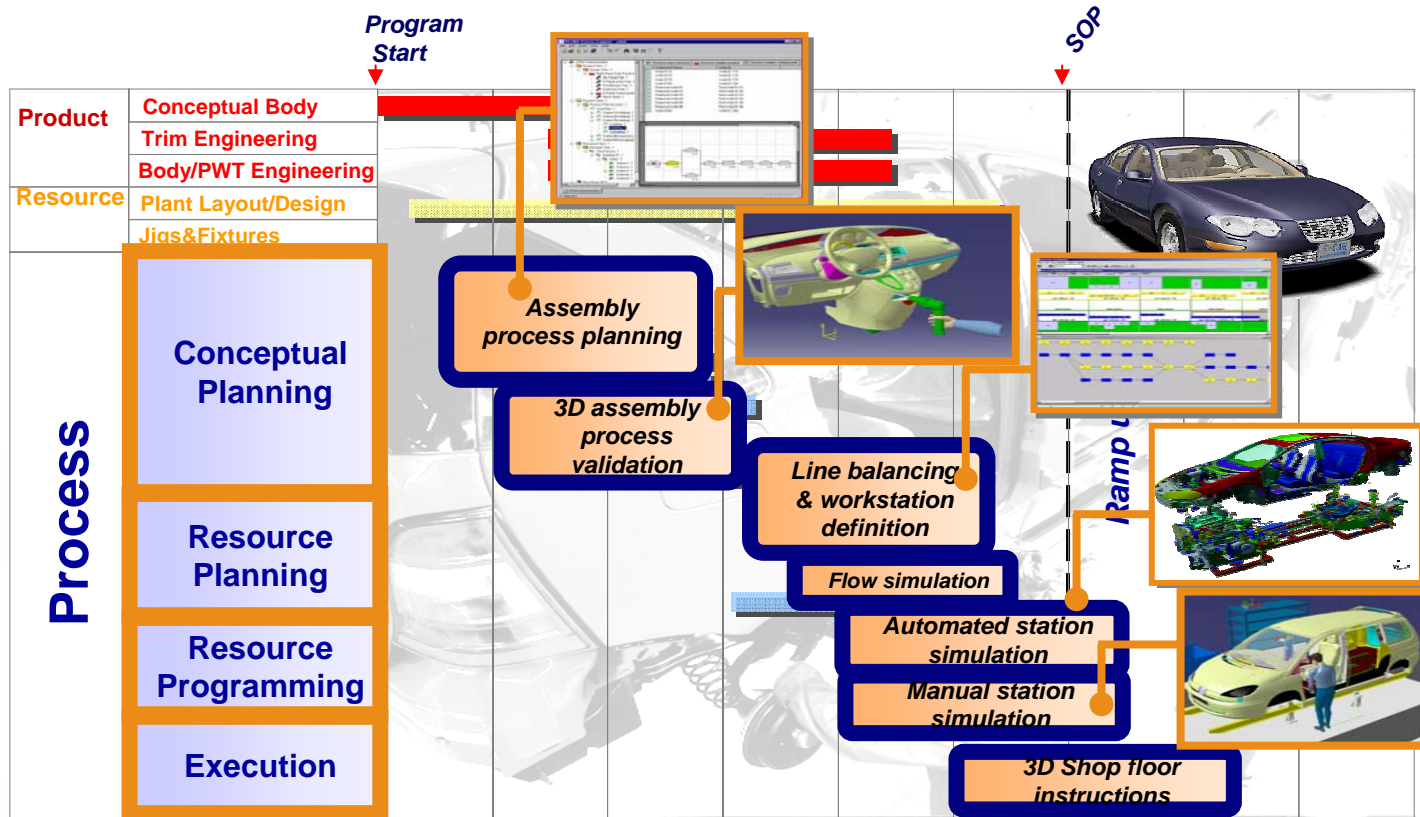 Program
Start
SOP
Product
Conceptual Body
Trim Engineering
Body/PWT Engineering
Resource
Plant Layout/Design
Jigs&Fixtures
Process
Conceptual
Planning
Resource
Planning
Resource
Programming
Execution
Assembly
process planning
3D assembly
process
validation
Line balancing
& workstation
definition
Flow simulation
Automated station
simulation
Manual station
simulation
3D Shop floor
instructions
Ramp